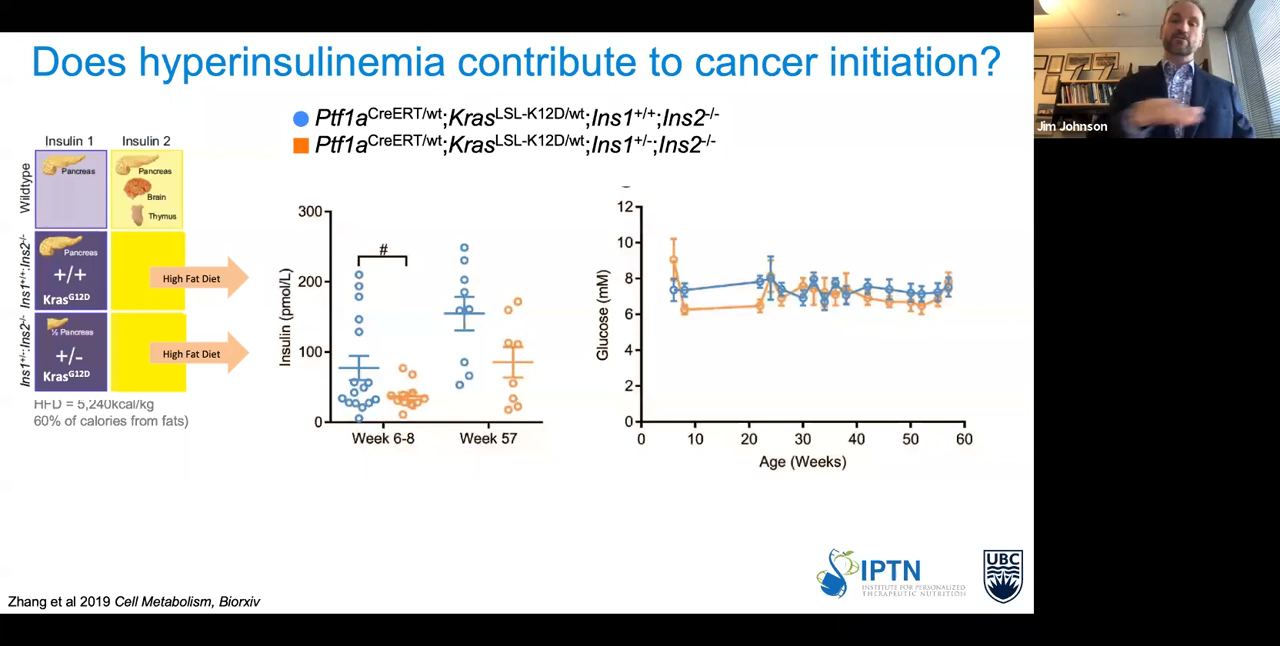 Does hyperinsulinemia contribute to cancer initiation?
Jim Johnson
Ptf1aCreERT/wt;KrasLSL-K12D/wt;Ins1+/+;Ins2-/-
Ptf1aCreERT/wt;KrasLSL-K12D/wt;Ins1+/-;Ins2-/-
Insulin 1
Insulin 2
Wildtype
Pancreas
Pancreas
Brain
Thymus
Ins1+/+:Ins2-/-
Pancreas
+/+
KrasG12D
High Fat Diet
Ins1+/-:Ins2-/-
½ Pancreas
+/-
KrasG12D
High Fat Diet
HFD = 5,240kcal/kg
60% of calories from fats)
Insulin (pmol/L)
300
200
100
0
#
Week 6-8
Week 57
Glucose (mM)
12
10
8
6
4
2
0
0
10
20
30
40
50
60
Age (Weeks)
IPTN
INSTITUTE FOR PERSONALIZED
THERAPEUTIC NUTRITION
UBC
Zhang et al 2019 Cell Metabolism, Biorxiv